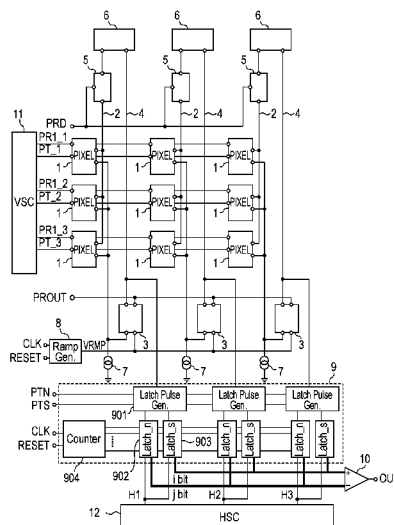 6 6 6
5 5 5
2 4 2 4 2 4
PRD
11
PR1_1
PT_1
PIXEL PIXEL PIXEL
1 1 1
VSC
PR1_2
PT_2
PIXEL PIXEL PIXEL
1 1 1
PR1_3
PT_3
PIXEL PIXEL PIXEL
1 1 1
PROUT
8
CLK
RESET
Ramp Gen.
VRMP
3 3 3
7 7 7
9
PTN
PTS
Latch Pulse Gen. Latch Pulse Gen. Latch Pulse Gen.
901
CLK
RESET
Counter
Latch_n Latch_s Latch_n Latch_s Latch_n Latch_s
903
904
902
i bit
j bit
10
+
-
OU
H1 H2 H3
12
HSC